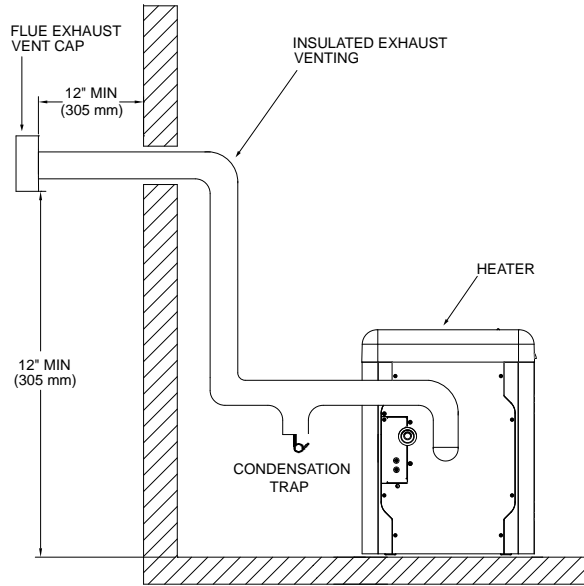 FLUE EXHAUST
VENT CAP
INSULATED EXHAUST
VENTING
12" MIN
(305 mm)
HEATER
12" MIN
(305 mm)
CONDENSATION
TRAP